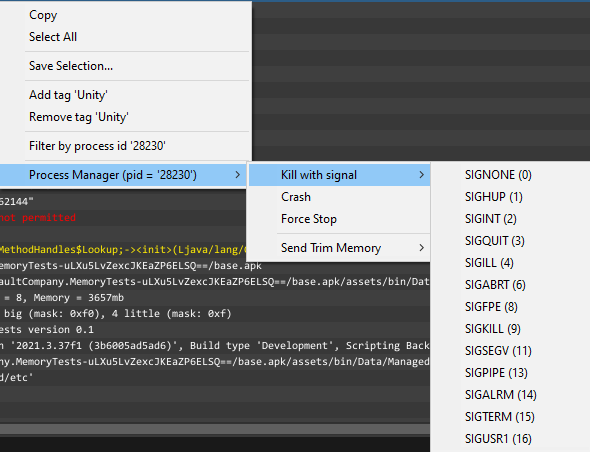 Copy
Select All
Save Selection...
Add tag 'Unity'
Remove tag 'Unity'
Filter by process id '28230'
Process Manager (pid = '28230')
Kill with signal
Crash
Force Stop
Send Trim Memory
SIGNONE (0)
SIGHUP (1)
SIGINT (2)
SIGQUIT (3)
SIGILL (4)
SIGABRT (6)
SIGFPE (8)
SIGKILL (9)
SIGSEGV (11)
SIGPIPE (13)
SIGALRM (14)
SIGTERM (15)
SIGUSR1 (16)
62144"
not permitted
MethodHandles$Lookup;-><init>(Ljava/lang/
emoryTests-uLXu5LvZexcJKEaZP6ELSQ==/base.apk
aultCompany.MemoryTests-uLXu5LvZexcJKEaZP6ELSQ==/base.apk/assets/bin/Dat
= 8, Memory = 3657mb
big (mask: 0xf0), 4 little (mask: 0xf)
ests version 0.1
n '2021.3.37f1 (3b6005ad5ad6)', Build type 'Development', Scripting Back
ny.MemoryTests-uLXu5LvZexcJKEaZP6ELSQ==/base.apk/assets/bin/Data/Managed
d/etc'